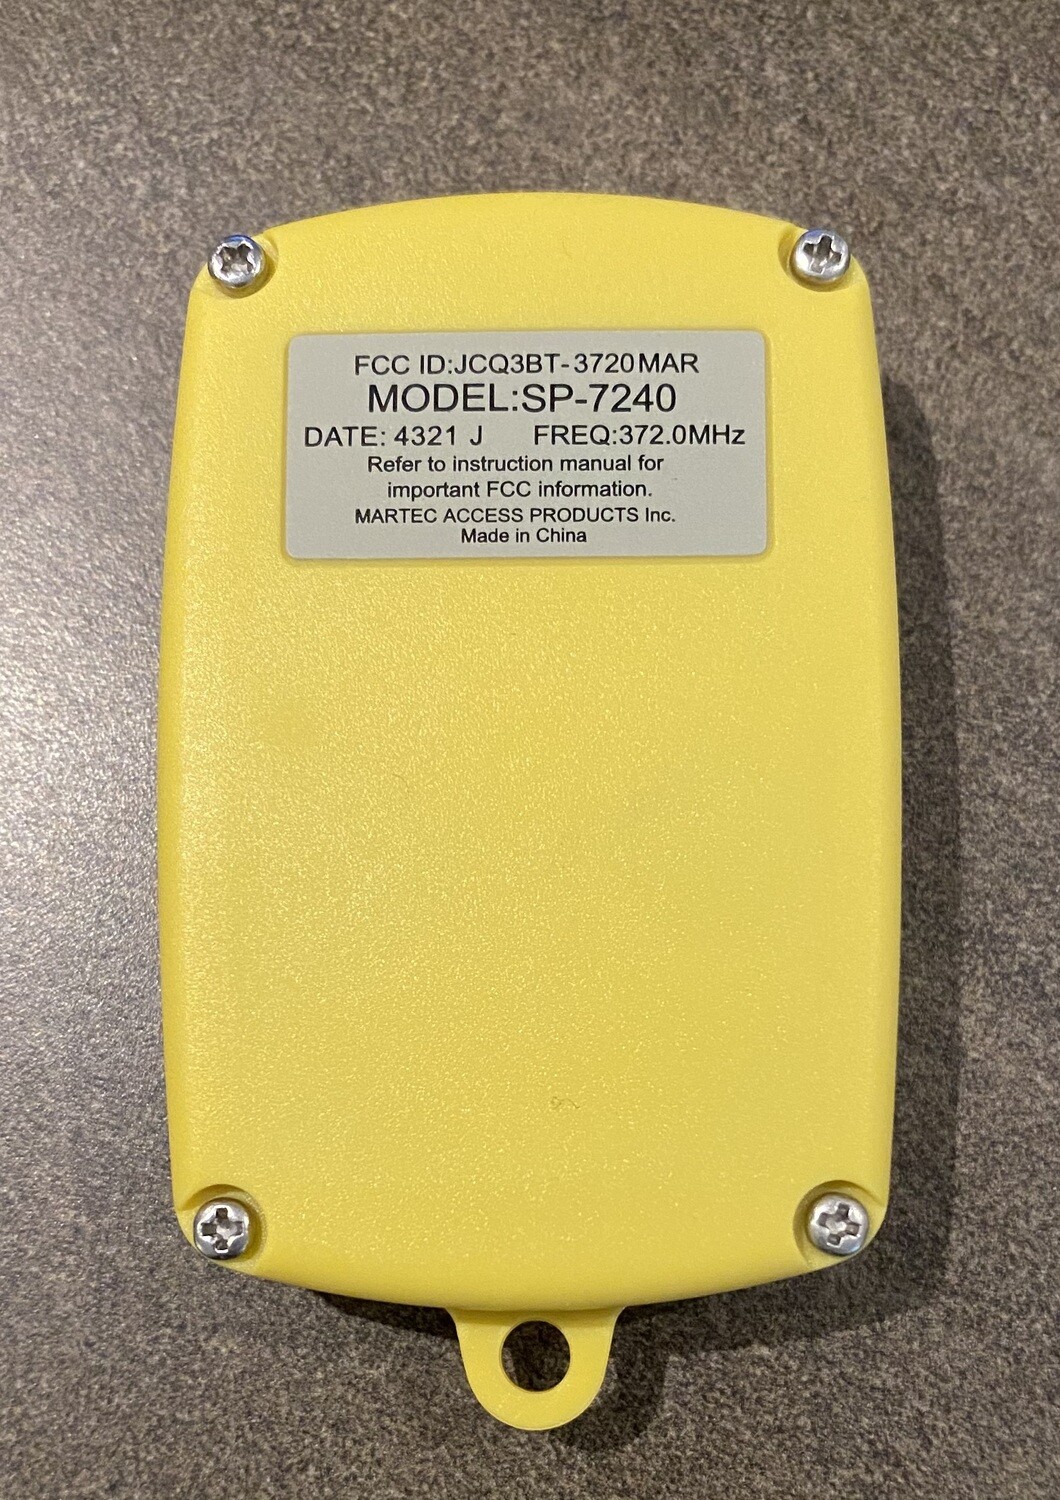 FCC ID:JCQ3BT-3720MAR
MODEL:SP-7240
DATE: 4321 J FREQ:372.0MHz
Refer to instruction manual for
important FCC information.
MARTEC ACCESS PRODUCTS Inc.
Made in China